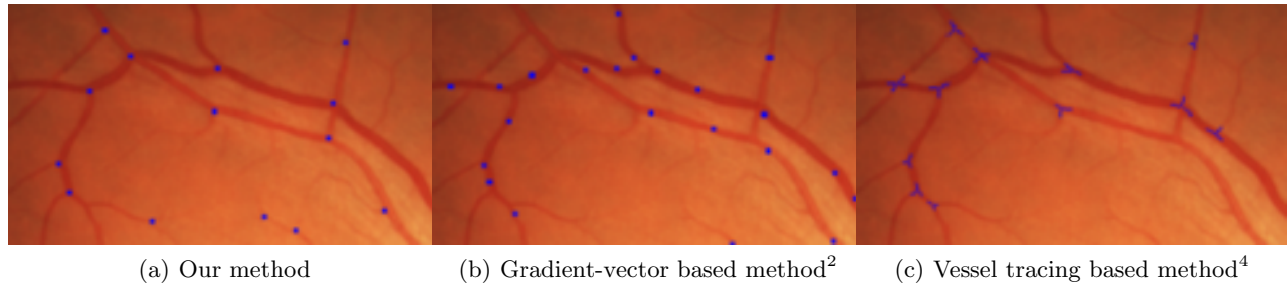 (a) Our method
(b) Gradient-vector based method²
(c) Vessel tracing based method⁴